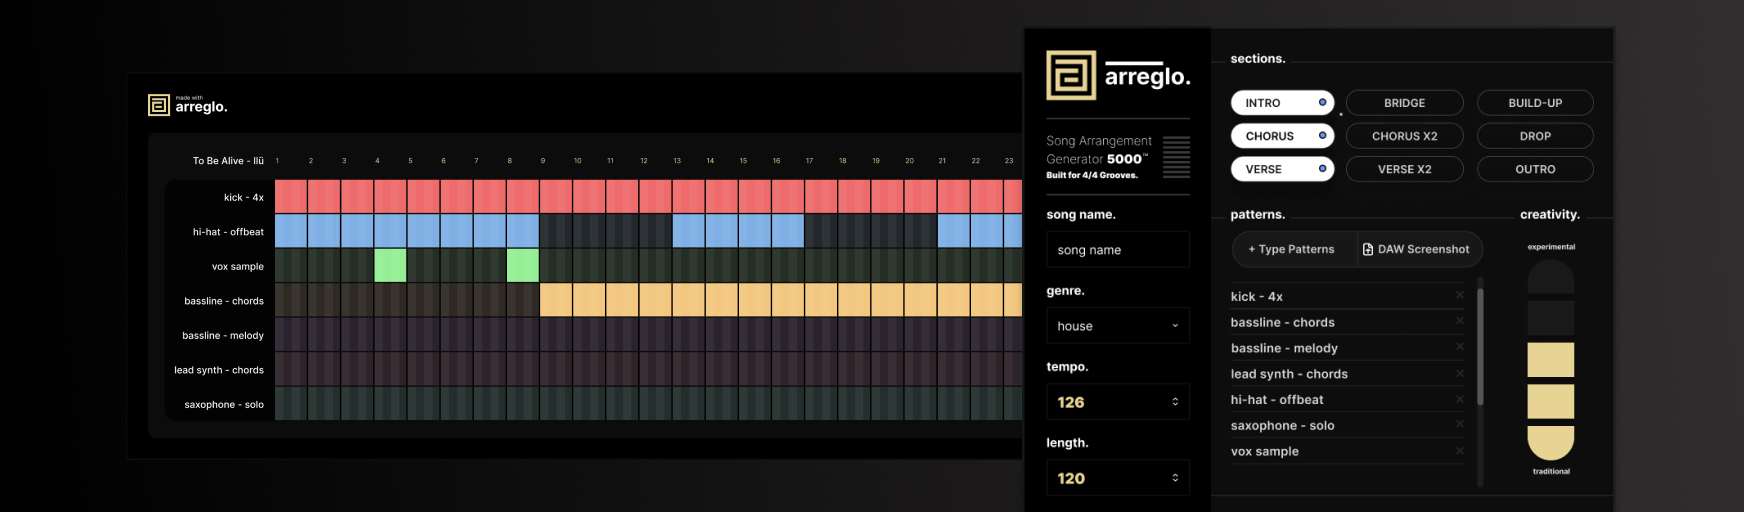 made with
arreglo.
To Be Alive - Ilü 1 2 3 4 5 6 7 8 9 10 11 12 13 14 15 16 17 18 19 20 21 22 23
kick - 4x
hi-hat - offbeat
vox sample
bassline - chords
bassline - melody
lead synth - chords
saxophone - solo
arreglo.
Song Arrangement
Generator 5000™
Built for 4/4 Grooves.
song name.
song name
genre.
house
tempo.
126
length.
120
sections.
INTRO BRIDGE BUILD-UP
CHORUS CHORUS X2 DROP
VERSE VERSE X2 OUTRO
patterns.
+ Type Patterns DAW Screenshot
kick - 4x
bassline - chords
bassline - melody
lead synth - chords
hi-hat - offbeat
saxophone - solo
vox sample
creativity.
experimental
traditional